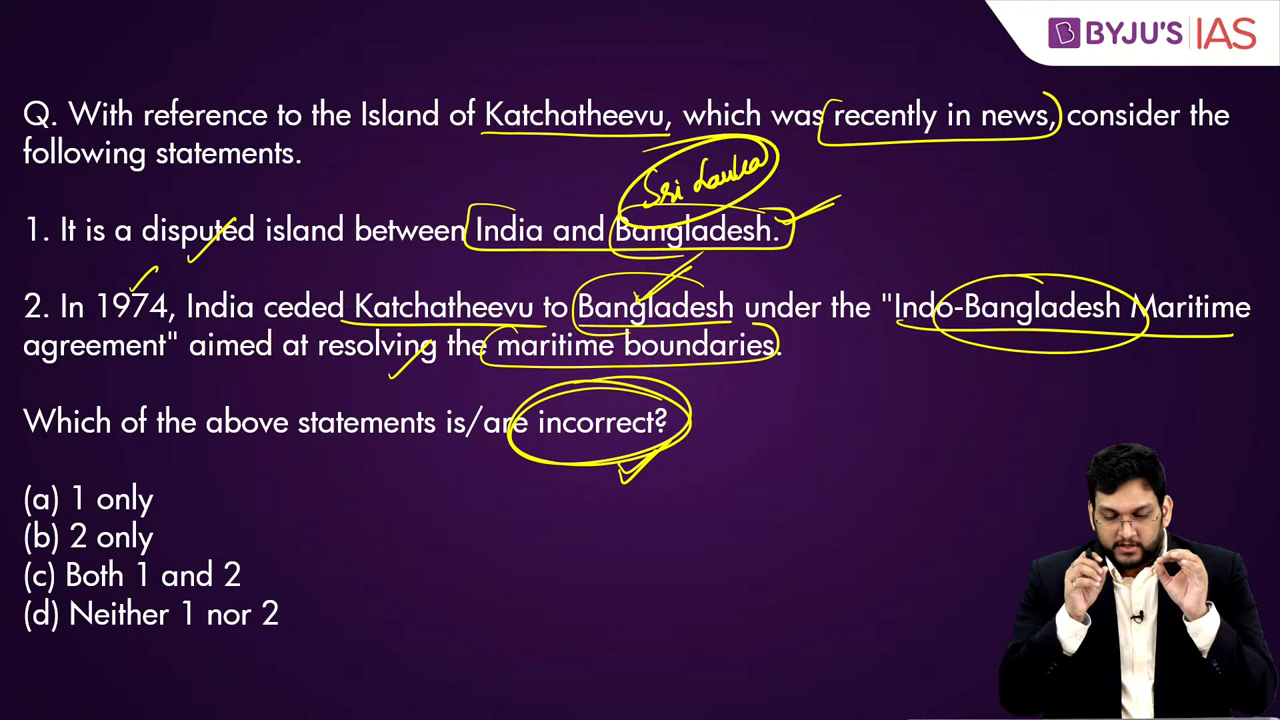 BYJU'S IAS
Q. With reference to the Island of Katchatheevu, which was recently in news, consider the
following statements.
Sri Lanka
1. It is a disputed island between India and Bangladesh.
2. In 1974, India ceded Katchatheevu to Bangladesh under the "Indo-Bangladesh Maritime
agreement" aimed at resolving the maritime boundaries.
Which of the above statements is/are incorrect?
(a) 1 only
(b) 2 only
(c) Both 1 and 2
(d) Neither 1 nor 2